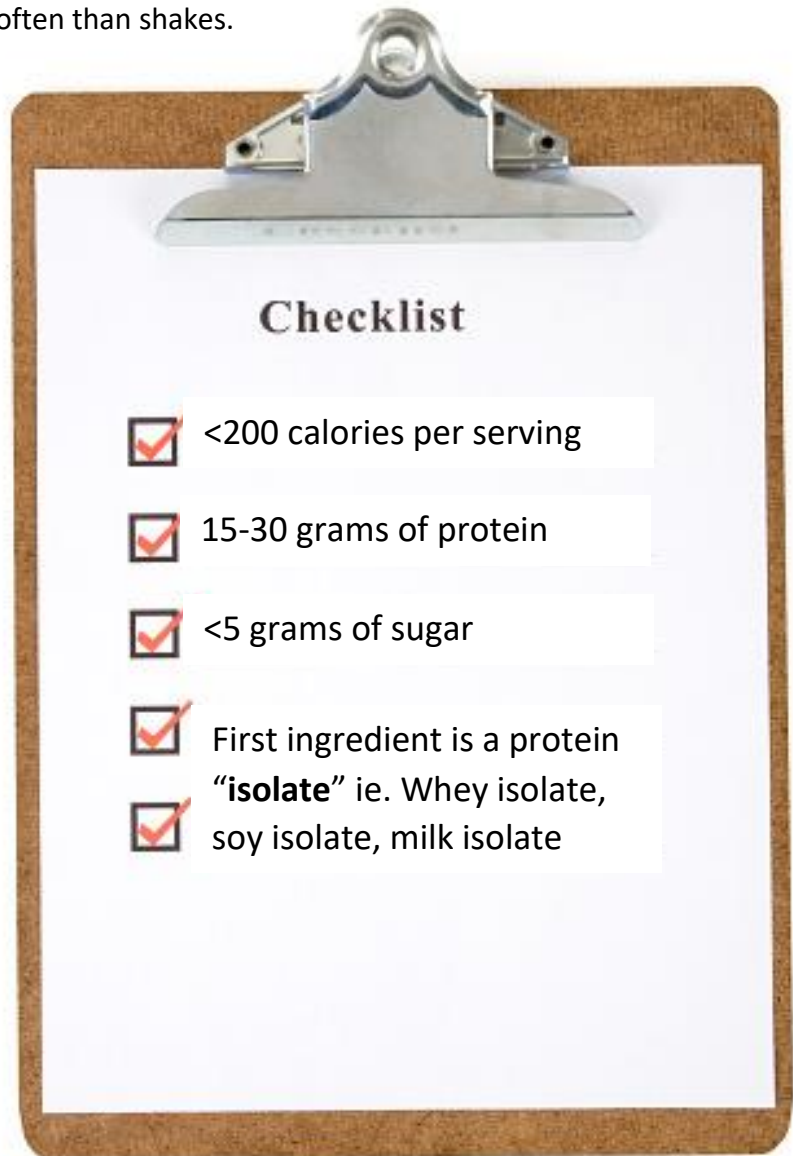 often than shakes.
Checklist
<200 calories per serving
15-30 grams of protein
<5 grams of sugar
First ingredient is a protein
“isolate” ie. Whey isolate,
soy isolate, milk isolate